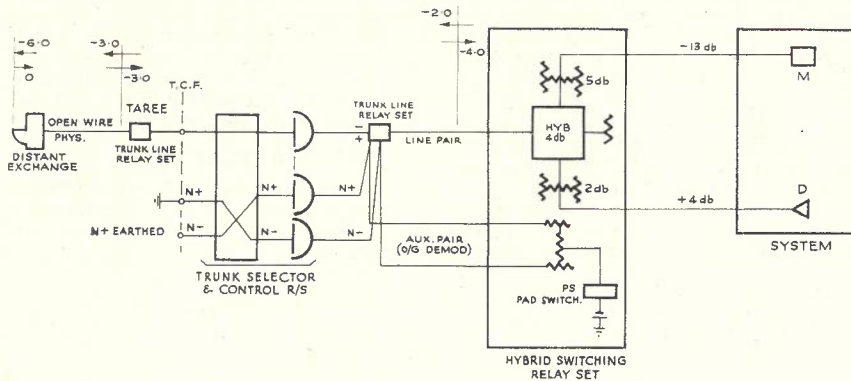 -6·0
0
-3·0
-3·0
T.C.F.
-2·0
-4·0
-13 db
M
5db
HYB
4db
2db
+4 db
D
SYSTEM
TAREE
OPEN WIRE
PHYS.
DISTANT
EXCHANGE
TRUNK LINE
RELAY SET
TRUNK LINE
RELAY SET
-
+
LINE PAIR
N+
N+
N+ EARTHED
N-
N-
TRUNK SELECTOR
& CONTROL R/S
AUX. PAIR
(O/G DEMOD)
PS
PAD SWITCH.
HYBRID SWITCHING
RELAY SET